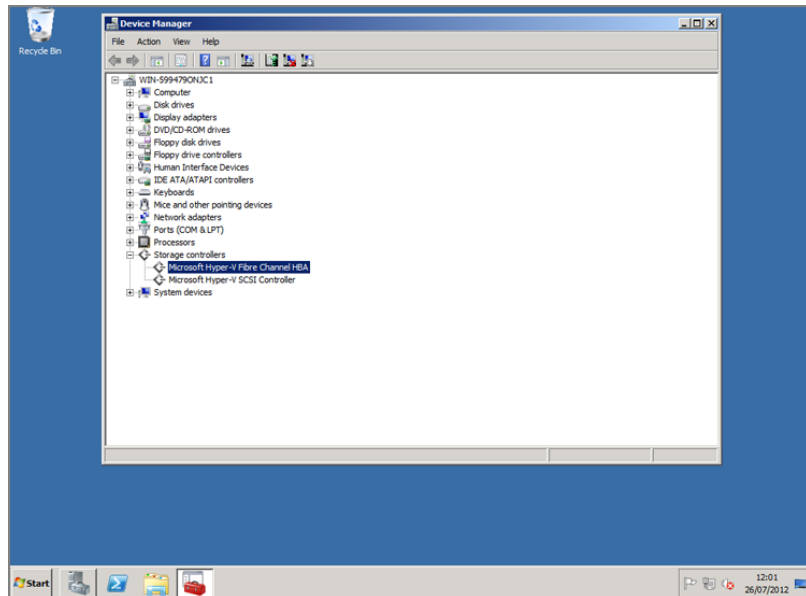 Recycle Bin
Device Manager
File Action View Help
WIN-599479ONJC1
Computer
Disk drives
Display adapters
DVD/CD-ROM drives
Floppy disk drives
Floppy drive controllers
Human Interface Devices
IDE ATA/ATAPI controllers
Keyboards
Mice and other pointing devices
Network adapters
Ports (COM & LPT)
Processors
Storage controllers
Microsoft Hyper-V Fibre Channel HBA
Microsoft Hyper-V SCSI Controller
System devices
Start
12:01
26/07/2012